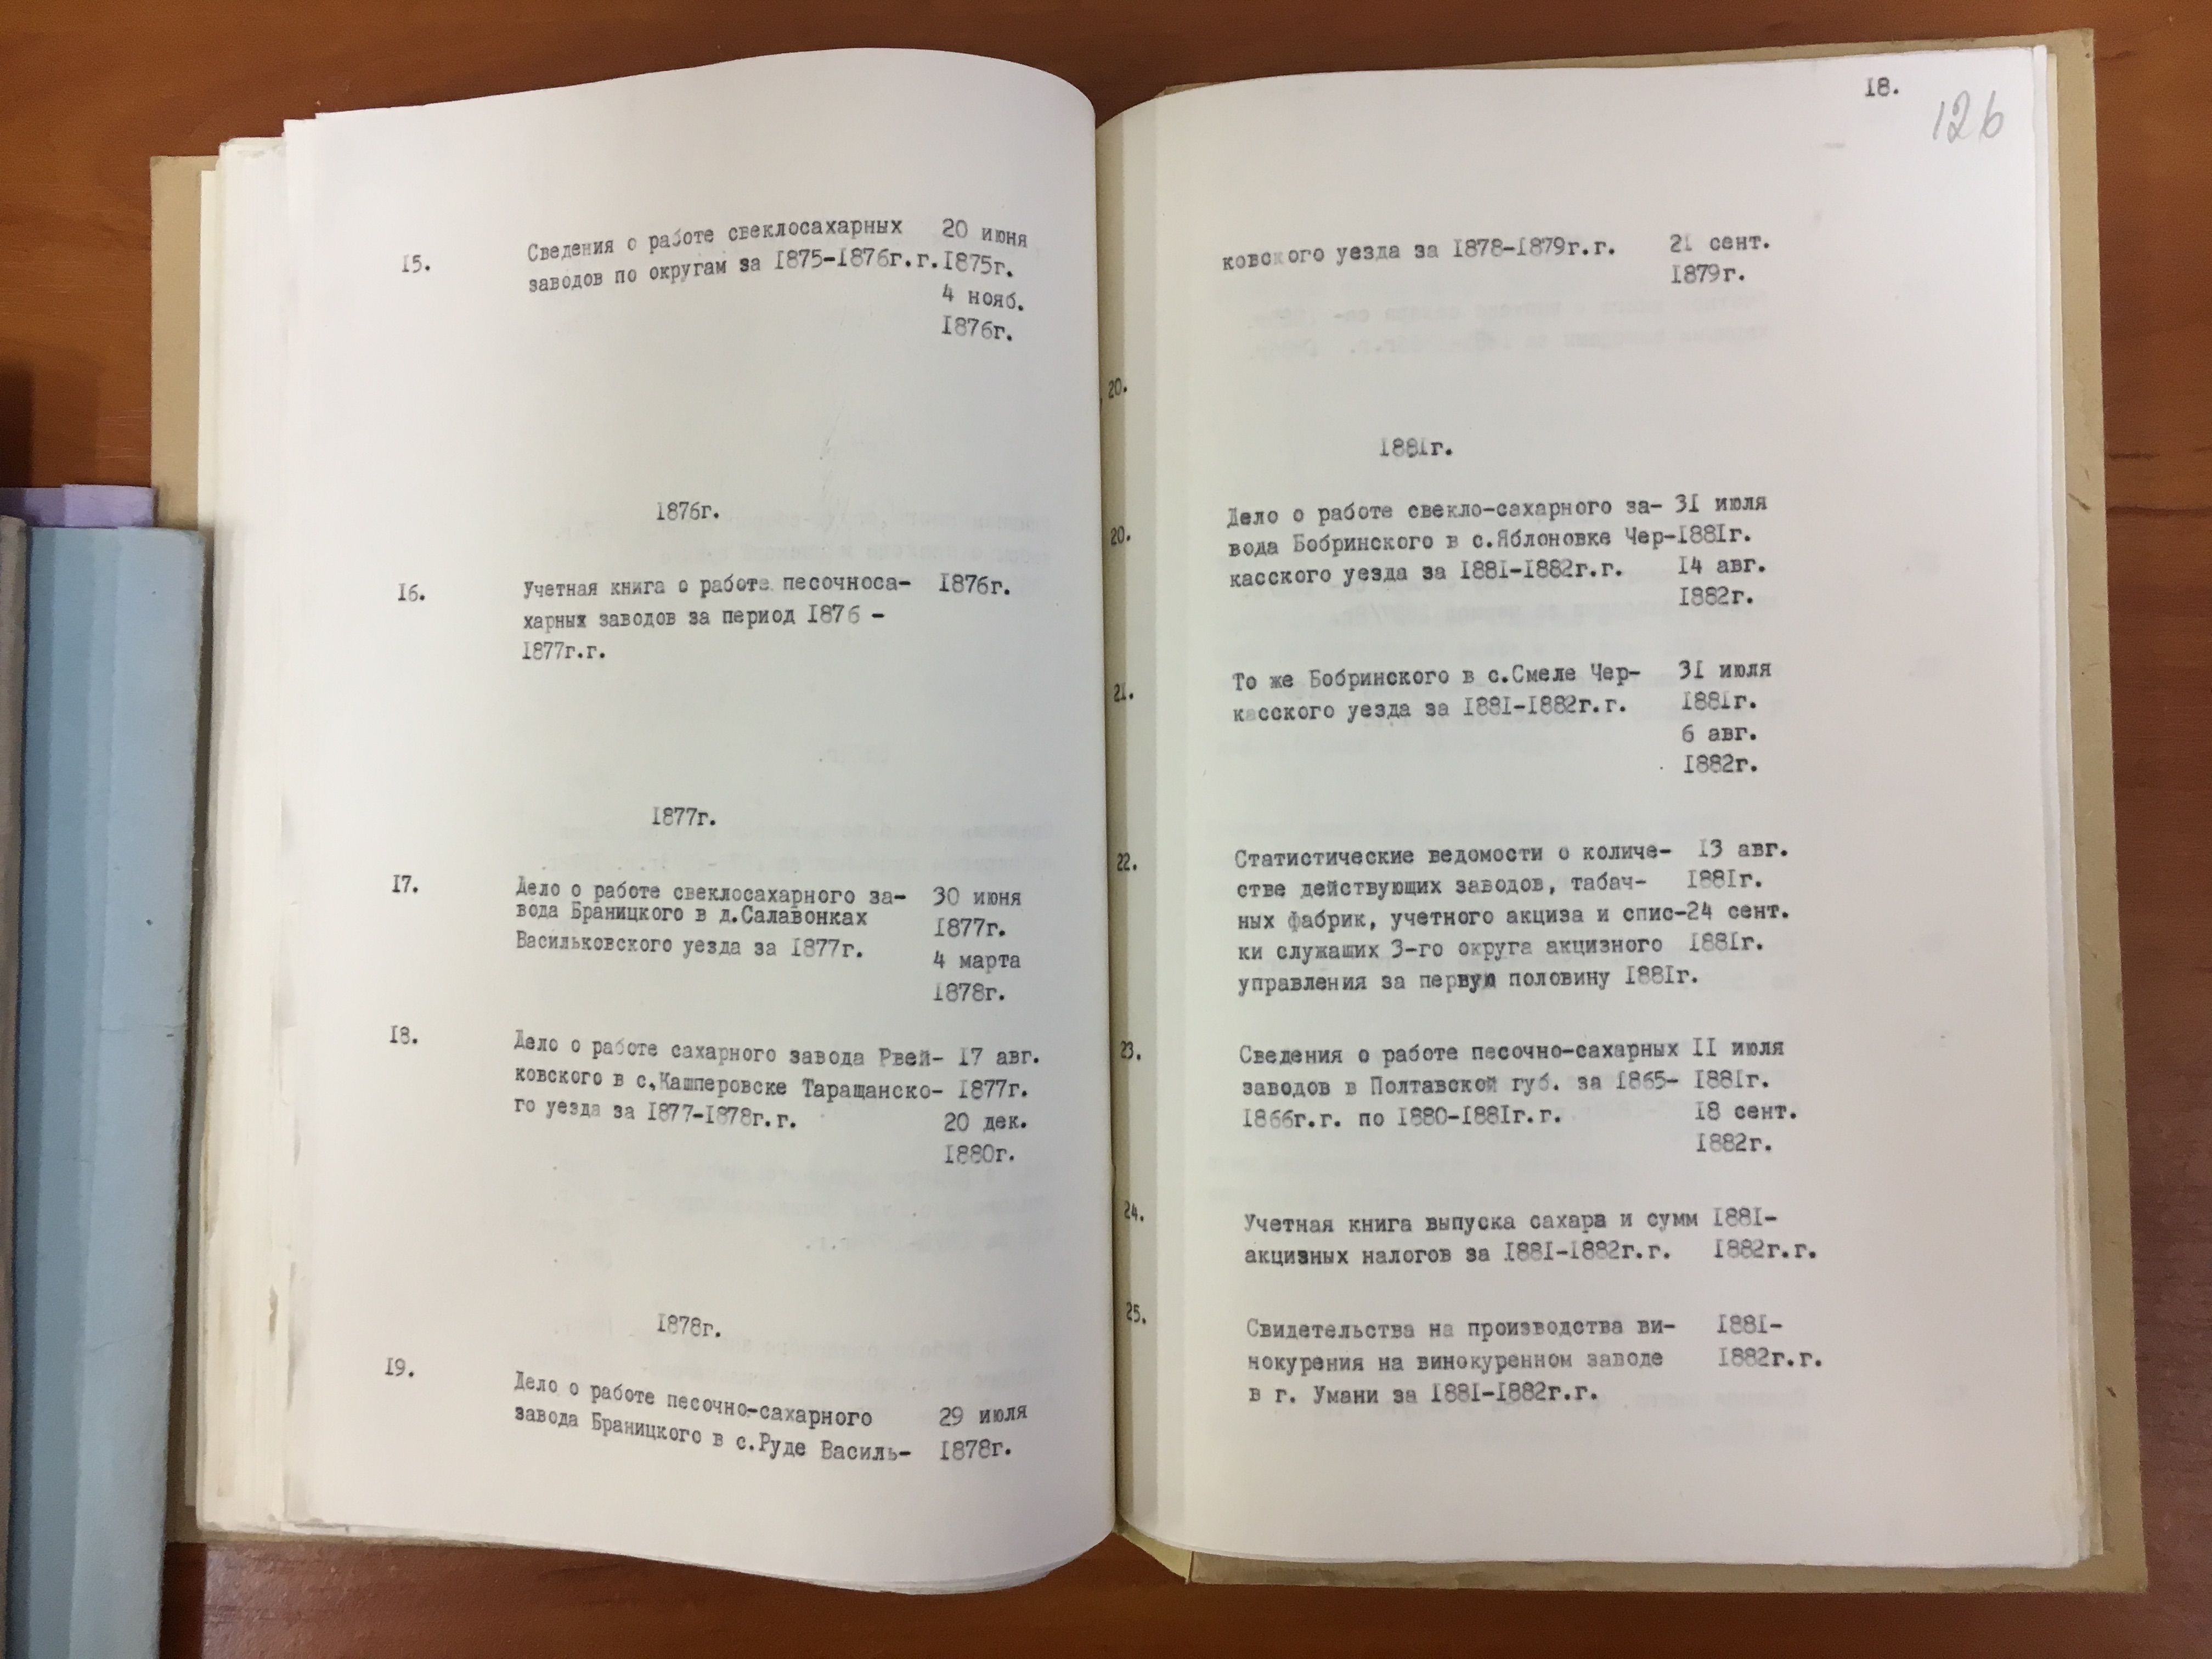 15. Сведения о работе свеклосахарных 20 июня
заводов по округам за 1875-1876г.г. 1875г.
4 нояб.
1876г.
1876г.
16. Учетная книга о работе песочноса- 1876г.
харных заводов за период 1876 -
1877г.г.
1877г.
17. Дело о работе свеклосахарного за- 30 июня
вода Браницкого в д.Салавонках 1877г.
Васильковского уезда за 1877г. 4 марта
1878г.
18. Дело о работе сахарного завода Рвей- 17 авг.
ковского в с.Кашперовске Таращанско- 1877г.
го уезда за 1877-1878г.г. 20 дек.
1880г.
1878г.
19. Дело о работе песочно-сахарного 29 июля
завода Браницкого в с.Руде Василь- 1878г.
18.
126
ковского уезда за 1878-1879г.г. 21 сент.
1879г.
20.
1881г.
20. Дело о работе свекло-сахарного за- 31 июля
вода Бобринского в с.Яблоновке Чер- 1881г.
касского уезда за 1881-1882г.г. 14 авг.
1882г.
21. То же Бобринского в с.Смеле Чер- 31 июля
касского уезда за 1881-1882г.г. 1881г.
6 авг.
1882г.
22. Статистические ведомости о количе- 13 авг.
стве действующих заводов, табач- 1881г.
ных фабрик, учетного акциза и спис- 24 сент.
ки служащих 3-го округа акцизного 1881г.
управления за первую половину 1881г.
23. Сведения о работе песочно-сахарных 11 июля
заводов в Полтавской губ. за 1865- 1881г.
1866г.г. по 1880-1881г.г. 18 сент.
1882г.
24. Учетная книга выпуска сахара и сумм 1881-
акцизных налогов за 1881-1882г.г. 1882г.г.
25. Свидетельства на производства ви- 1881-
нокурения на винокуренном заводе 1882г.г.
в г. Умани за 1881-1882г.г.